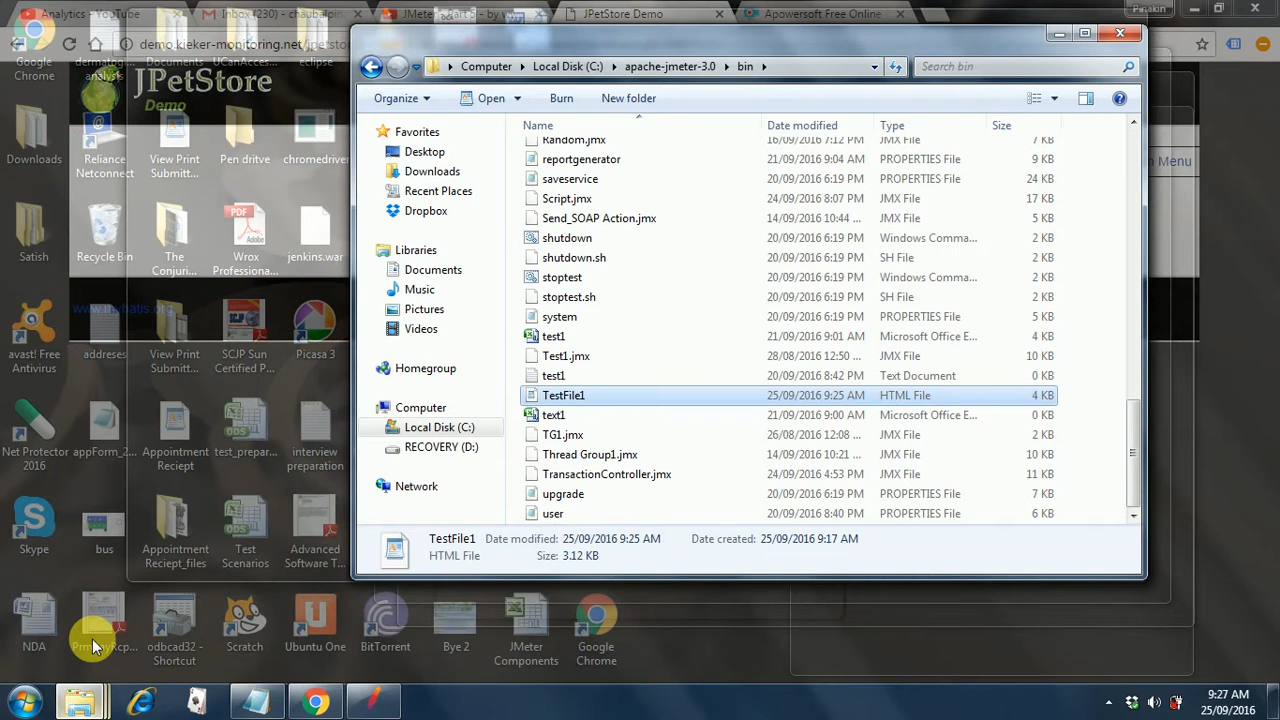 Analytics - YouTube
Inbox (230) - chaubalpin
JMeter
- by w
JPetStore Demo
Apowersoft Free Online
Pinakin
demo.kieker-monitoring.net/jpetsto
Google Chrome
Documents
dermatog analysis
UCanAcces...
eclipse
JPetStore
Demo
Menu
www.mybatis.org
Downloads
Reliance Netconnect
View Print Submitt...
Pen dritve
chromedriver
Satish
Recycle Bin
The Conjuri...
Wrox Professiona...
jenkins.war
avast! Free Antivirus
addreses
View Print Submitt...
SCJP Sun Certified P...
Picasa 3
Net Protector 2016
appForm_2...
Appointment Reciept
test_prepar...
interview preparation
Skype
bus
Appointment Reciept_files
Test Scenarios
Advanced Software T...
NDA
odbcad32 - Shortcut
Scratch
Ubuntu One
BitTorrent
Bye 2
JMeter Components
Google Chrome
Computer Local Disk (C:) apache-jmeter-3.0 bin
Search bin
Organize Open Burn New folder
Favorites
Desktop
Downloads
Recent Places
Dropbox
Libraries
Documents
Music
Pictures
Videos
Homegroup
Computer
Local Disk (C:)
RECOVERY (D:)
Network
Name Date modified Type Size
Random.jmx 16/09/2016 7:12 PM JMX File 7 KB
reportgenerator 21/09/2016 9:04 AM PROPERTIES File 9 KB
saveservice 20/09/2016 6:19 PM PROPERTIES File 24 KB
Script.jmx 24/09/2016 8:07 PM JMX File 17 KB
Send_SOAP Action.jmx 14/09/2016 10:44 ... JMX File 5 KB
shutdown 20/09/2016 6:19 PM Windows Comma... 2 KB
shutdown.sh 20/09/2016 6:19 PM SH File 2 KB
stoptest 20/09/2016 6:19 PM Windows Comma... 2 KB
stoptest.sh 20/09/2016 6:19 PM SH File 2 KB
system 20/09/2016 6:19 PM PROPERTIES File 2 KB
test1 21/09/2016 9:01 AM Microsoft Office E... 4 KB
Test1.jmx 28/08/2016 12:50 ... JMX File 10 KB
test1 20/09/2016 8:42 PM Text Document 0 KB
TestFile1 25/09/2016 9:25 AM HTML File 4 KB
text1 21/09/2016 9:00 AM Microsoft Office E... 0 KB
TG1.jmx 26/08/2016 12:08 ... JMX File 2 KB
Thread Group1.jmx 14/09/2016 10:21 ... JMX File 10 KB
TransactionController.jmx 24/09/2016 4:53 PM JMX File 11 KB
upgrade 20/09/2016 6:19 PM PROPERTIES File 7 KB
user 20/09/2016 8:40 PM PROPERTIES File 6 KB
TestFile1 Date modified: 25/09/2016 9:25 AM Date created: 25/09/2016 9:17 AM
HTML File Size: 3.12 KB
9:27 AM
25/09/2016